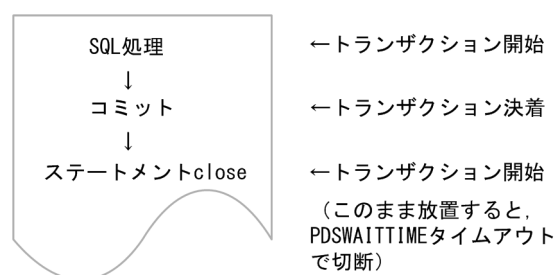 SQL処理 ←トランザクション開始
↓
コミット ←トランザクション決着
↓
ステートメントclose ←トランザクション開始
（このまま放置すると,
PDSWAITTIMEタイムアウト
で切断）